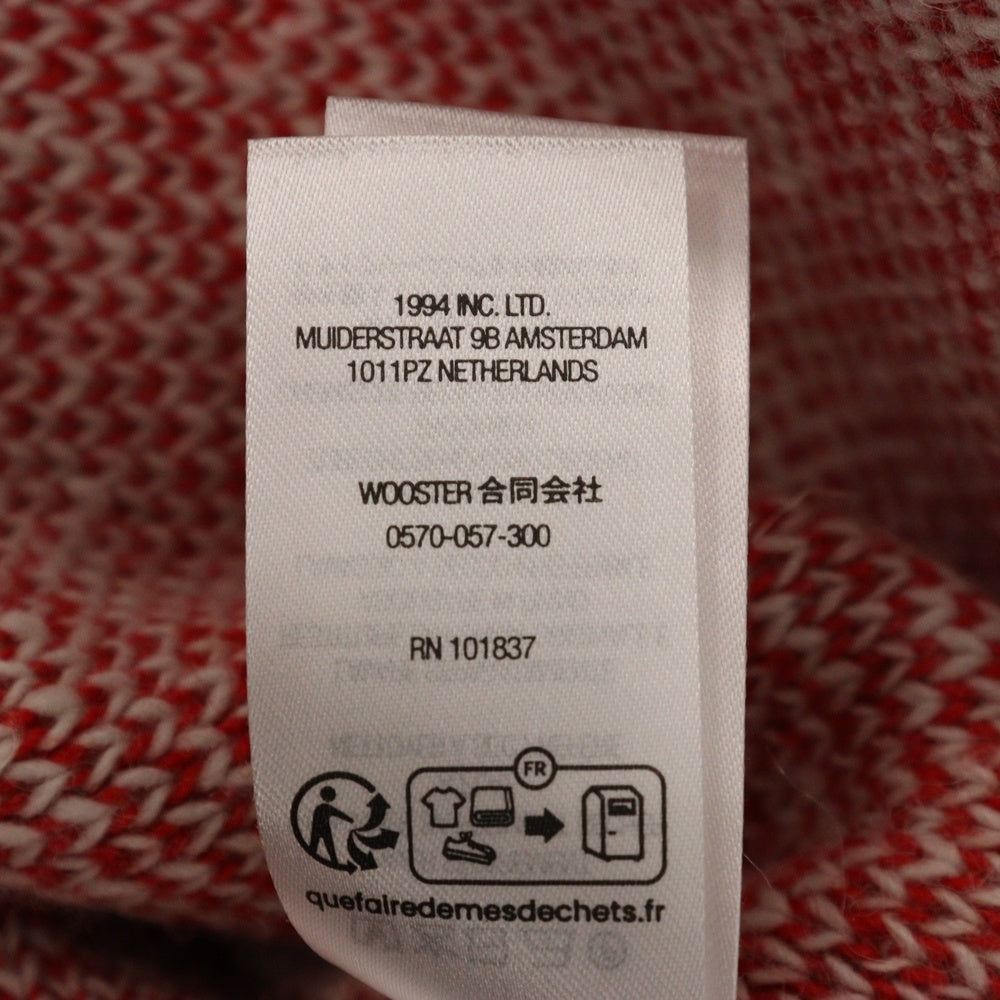 1994 INC. LTD.
MUIDERSTRAAT 9B AMSTERDAM
1011PZ NETHERLANDS
WOOSTER 合同会社
0570-057-300
RN 101837
FR
quefairedemesdechets.fr